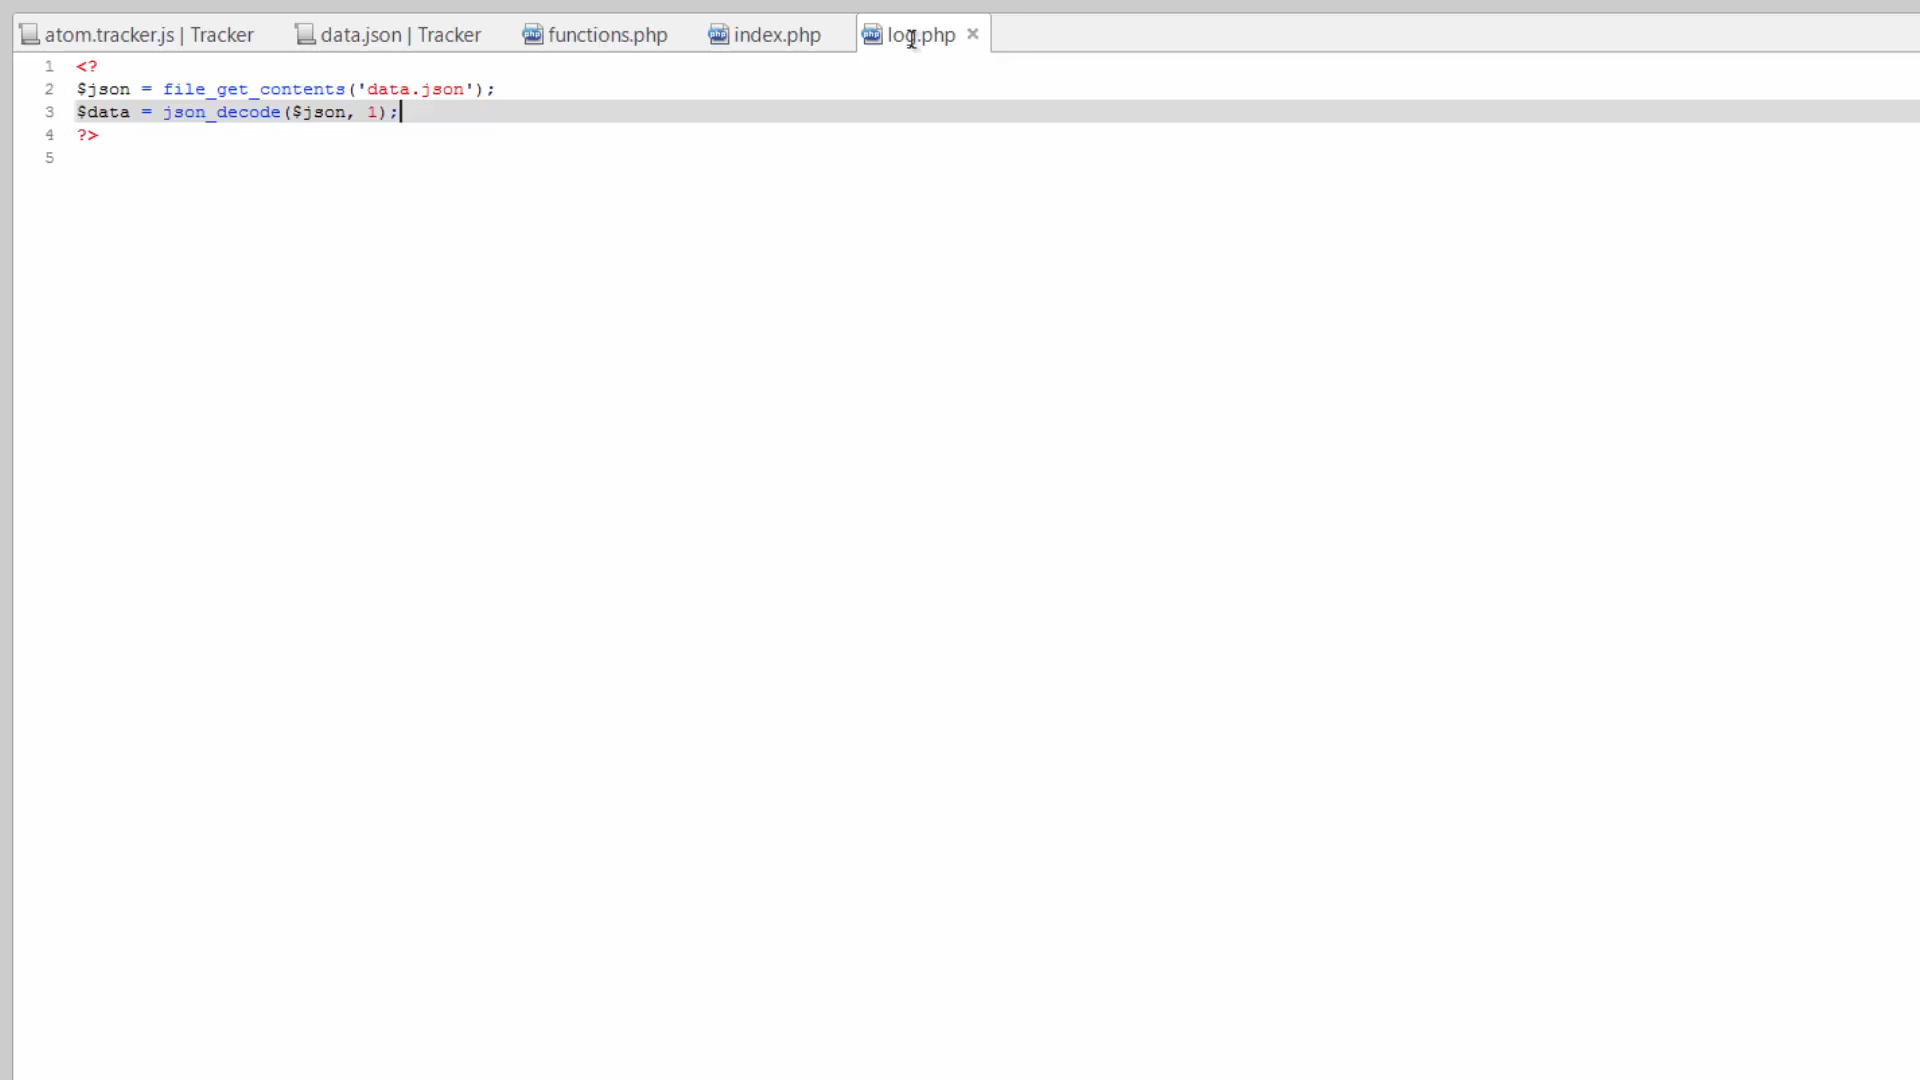 atom.tracker.js | Tracker data.json | Tracker functions.php index.php log.php
1 <?
2 $json = file_get_contents('data.json');
3 $data = json_decode($json, 1);
4 ?>
5